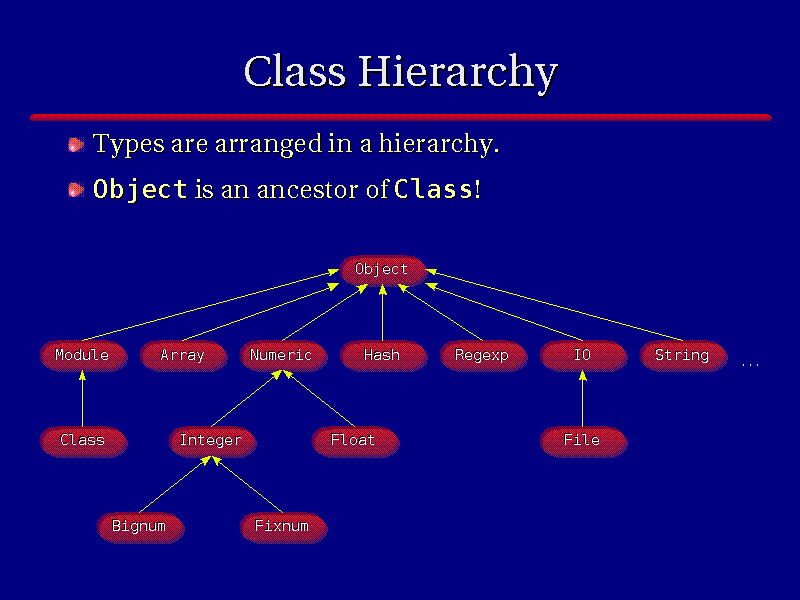 Class Hierarchy
Types are arranged in a hierarchy.
Object is an ancestor of Class!
Object
Module Array Numeric Hash Regexp IO String ...
Class Integer Float File
Bignum Fixnum